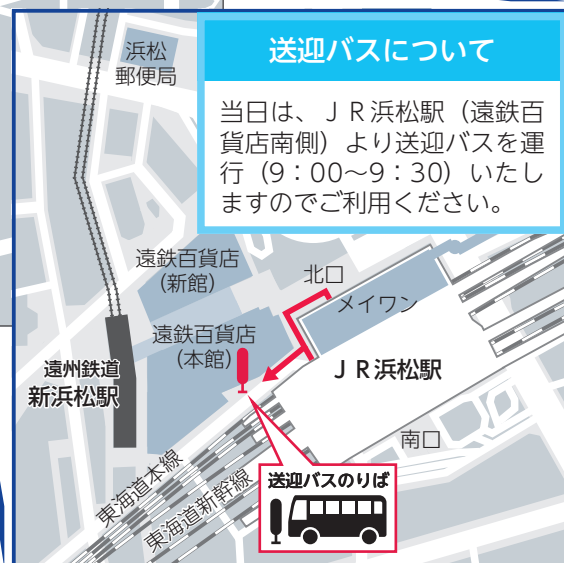 送迎バスについて
当日は、ＪＲ浜松駅（遠鉄百
貨店南側）より送迎バスを運
行（9：00〜9：30）いたし
ますのでご利用ください。
浜松
郵便局
遠鉄百貨店
（新館）
北口
メイワン
遠鉄百貨店
（本館）
ＪＲ浜松駅
遠州鉄道
新浜松駅
南口
東海道本線
東海道新幹線
送迎バスのりば